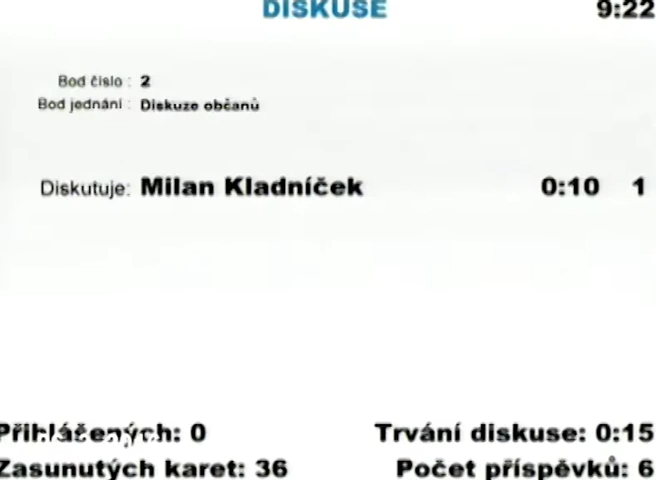 DISKUSE 9:22
Bod číslo : 2
Bod jednání : Diskuze občanů
Diskutuje: Milan Kladníček 0:10 1
Přihlášených: 0 Trvání diskuse: 0:15
Zasunutých karet: 36 Počet příspěvků: 6